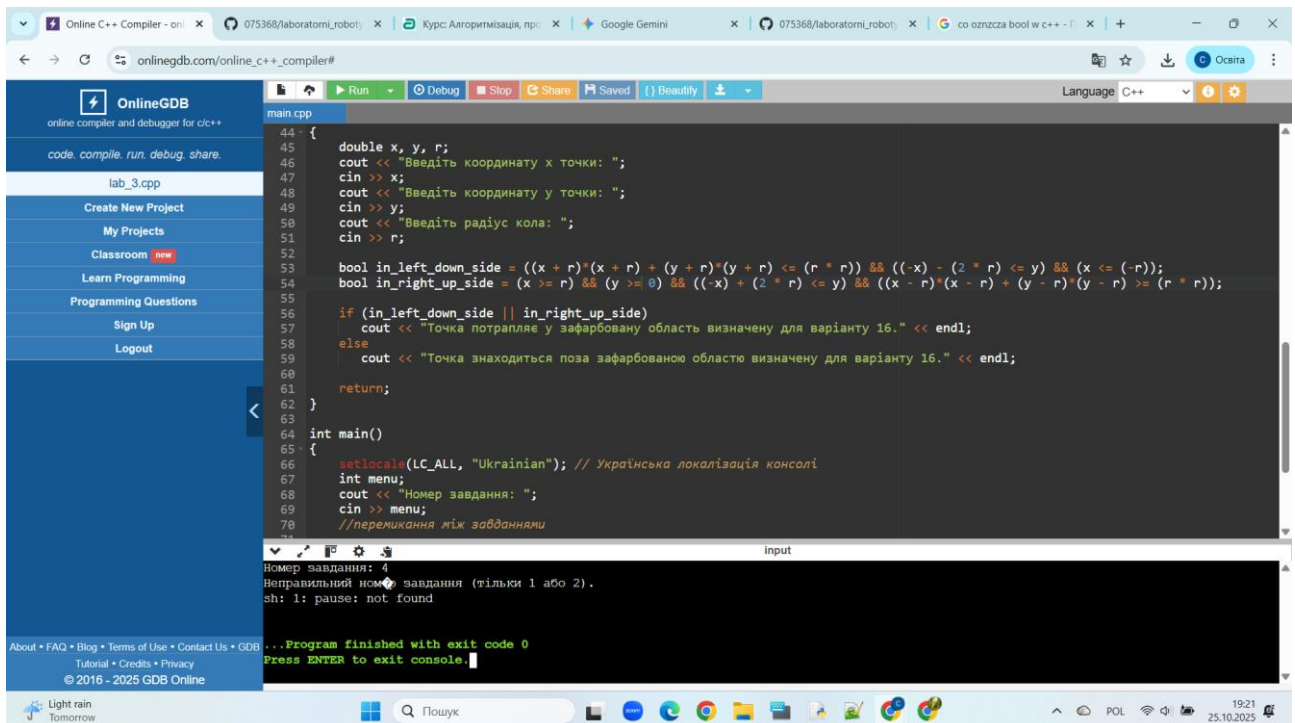 Online C++ Compiler - onl
075368/laboratorni_roboty
Курс: Алгоритмізація, про
Google Gemini
075368/laboratorni_roboty
co oznzcza bool w c++ - П
onlinegdb.com/online_c++_compiler#
Освіта
OnlineGDB
online compiler and debugger for c/c++
code. compile. run. debug. share.
lab_3.cpp
Create New Project
My Projects
Classroom new
Learn Programming
Programming Questions
Sign Up
Logout
About • FAQ • Blog • Terms of Use • Contact Us • GDB
Tutorial • Credits • Privacy
© 2016 - 2025 GDB Online
Run Debug Stop Share Saved {} Beautify
Language C++
main.cpp
44 {
45 double x, y, r;
46 cout << "Введіть координату x точки: ";
47 cin >> x;
48 cout << "Введіть координату y точки: ";
49 cin >> y;
50 cout << "Введіть радіус кола: ";
51 cin >> r;
52
53 bool in_left_down_side = ((x + r)*(x + r) + (y + r)*(y + r) <= (r * r)) && ((-x) - (2 * r) <= y) && (x <= (-r));
54 bool in_right_up_side = (x >= r) && (y >= 0) && ((-x) + (2 * r) <= y) && ((x - r)*(x - r) + (y - r)*(y - r) >= (r * r));
55
56 if (in_left_down_side || in_right_up_side)
57 cout << "Точка потрапляє у зафарбовану область визначену для варіанту 16." << endl;
58 else
59 cout << "Точка знаходиться поза зафарбованою областю визначену для варіанту 16." << endl;
60
61 return;
62 }
63
64 int main()
65 {
66 setlocale(LC_ALL, "Ukrainian"); // Українська локалізація консолі
67 int menu;
68 cout << "Номер завдання: ";
69 cin >> menu;
70 //перемикання між завданнями
input
Номер завдання: 4
Неправильний ном�р завдання (тільки 1 або 2).
sh: 1: pause: not found
...Program finished with exit code 0
Press ENTER to exit console.
Light rain
Tomorrow
Пошук
POL
19:21
25.10.2025